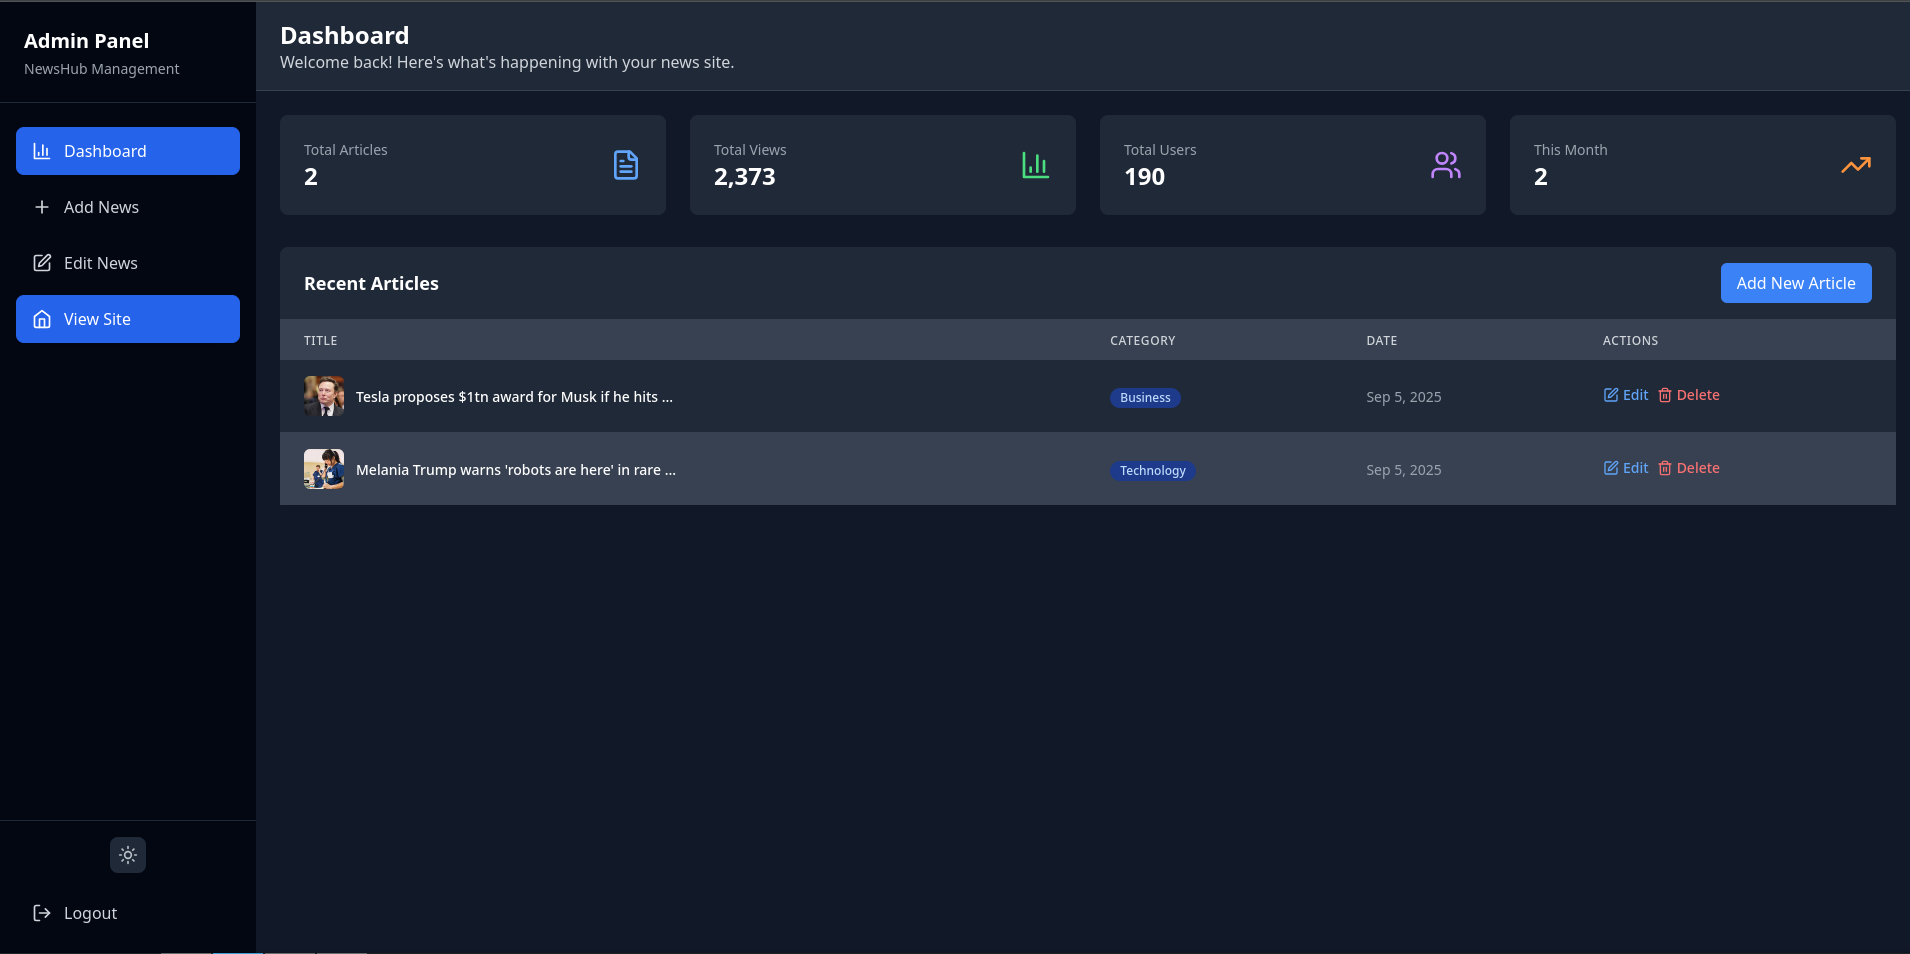 Admin Panel
NewsHub Management
Dashboard
Add News
Edit News
View Site
Logout
Dashboard
Welcome back! Here's what's happening with your news site.
Total Articles
2
Total Views
2,373
Total Users
190
This Month
2
Recent Articles
Add New Article
TITLE CATEGORY DATE ACTIONS
Tesla proposes $1tn award for Musk if he hits ... Business Sep 5, 2025 Edit Delete
Melania Trump warns 'robots are here' in rare ... Technology Sep 5, 2025 Edit Delete